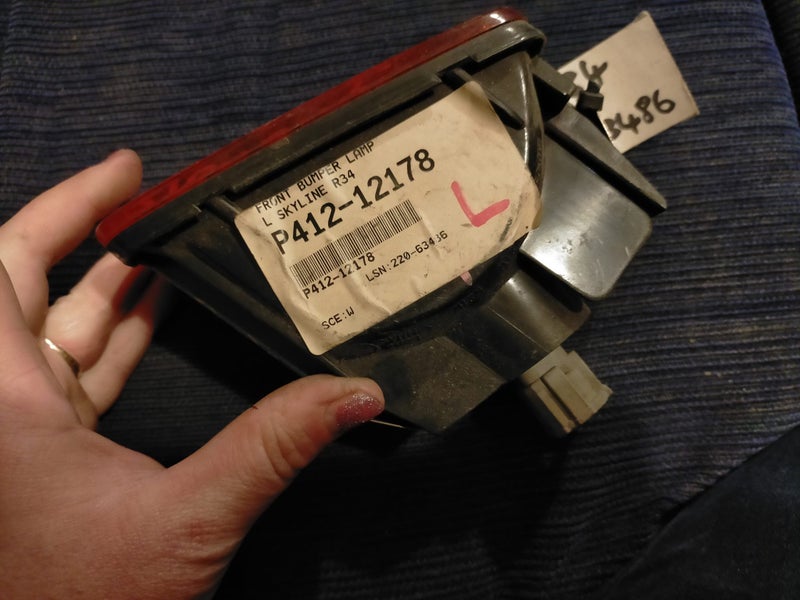 FRONT BUMPER LAMP
L SKYLINE R34
P412-12178
L
P412-12178
LSN:220-63486
SCE:W